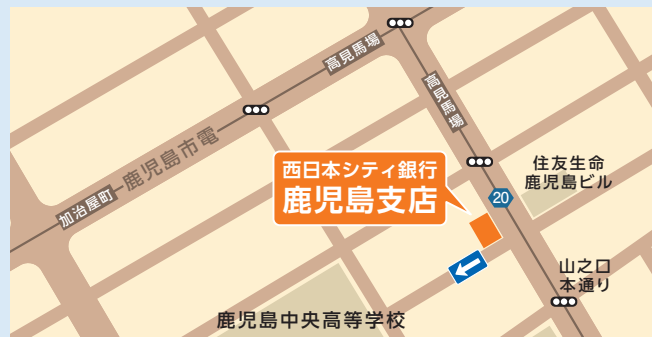 高見馬場
高見馬場
鹿児島市電
加治屋町
西日本シティ銀行
鹿児島支店
20
住友生命
鹿児島ビル
山之口
本通り
鹿児島中央高等学校